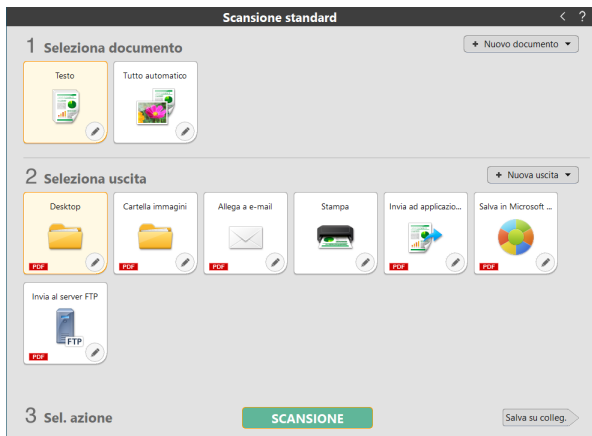 Scansione standard < ?
1 Seleziona documento
+ Nuovo documento
Testo
Tutto automatico
2 Seleziona uscita
+ Nuova uscita
Desktop
Cartella immagini
Allega a e-mail
Stampa
Invia ad applicazio...
Salva in Microsoft ...
PDF
PDF
PDF
PDF
PDF
Invia al server FTP
FTP
PDF
3 Sel. azione
SCANSIONE
Salva su colleg.